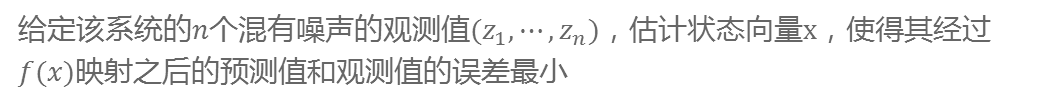 给定该系统的n个混有噪声的观测值(z₁,⋯,zₙ)，估计状态向量x，使得其经过
f(x)映射之后的预测值和观测值的误差最小